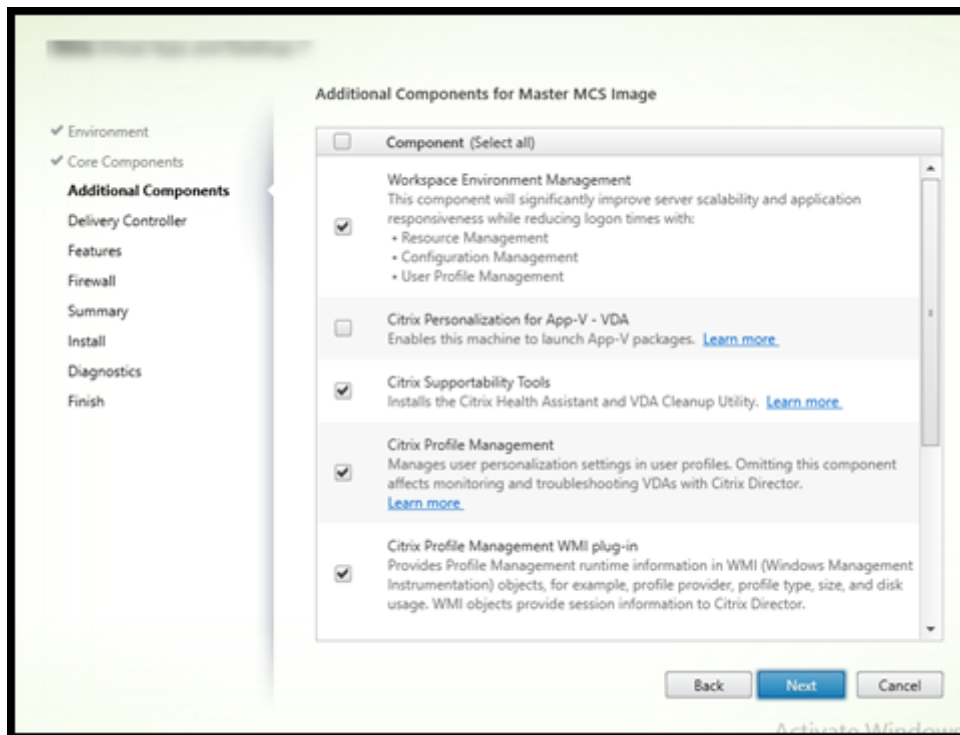 Additional Components for Master MCS Image
✔ Environment
✔ Core Components
Additional Components
Delivery Controller
Features
Firewall
Summary
Install
Diagnostics
Finish
Component (Select all)
Workspace Environment Management
This component will significantly improve server scalability and application
responsiveness while reducing logon times with:
• Resource Management
• Configuration Management
• User Profile Management
Citrix Personalization for App-V - VDA
Enables this machine to launch App-V packages. Learn more
Citrix Supportability Tools
Installs the Citrix Health Assistant and VDA Cleanup Utility. Learn more
Citrix Profile Management
Manages user personalization settings in user profiles. Omitting this component
affects monitoring and troubleshooting VDAs with Citrix Director.
Learn more
Citrix Profile Management WMI plug-in
Provides Profile Management runtime information in WMI (Windows Management
Instrumentation) objects, for example, profile provider, profile type, size, and disk
usage. WMI objects provide session information to Citrix Director.
Back Next Cancel
Activate Windows